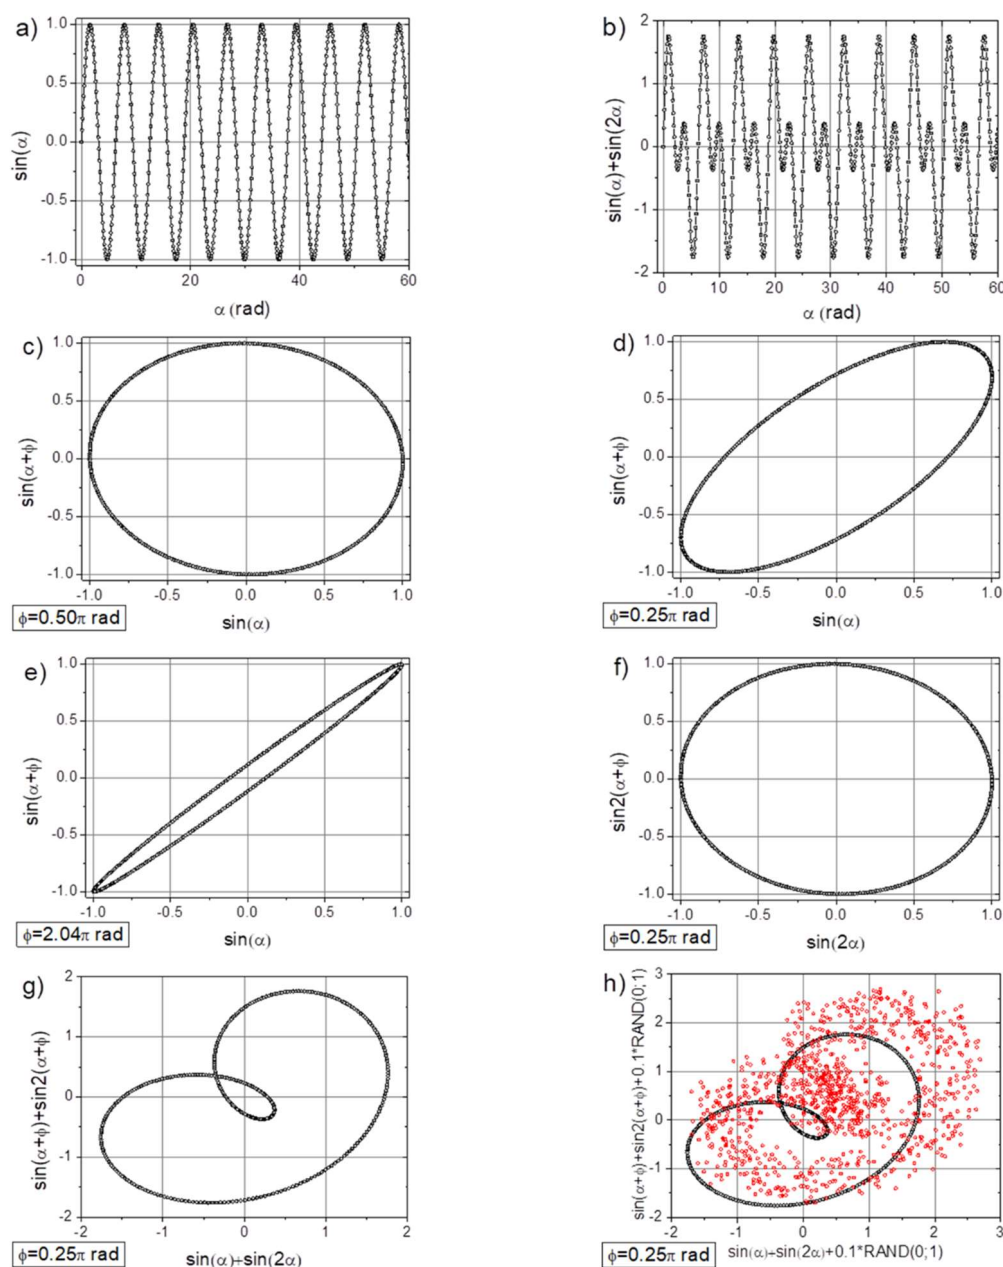 a)
1.0
0.5
0.0
-0.5
-1.0
sin(α)
0 20 40 60
α (rad)
b)
2
1
0
-1
-2
sin(α)+sin(2α)
0 10 20 30 40 50 60
α (rad)
c)
1.0
0.5
0.0
-0.5
-1.0
sin(α+ϕ)
-1.0 -0.5 0.0 0.5 1.0
ϕ=0.50π rad
sin(α)
d)
1.0
0.5
0.0
-0.5
-1.0
sin(α+ϕ)
-1.0 -0.5 0.0 0.5 1.0
ϕ=0.25π rad
sin(α)
e)
1.0
0.5
0.0
-0.5
-1.0
sin(α+ϕ)
-1.0 -0.5 0.0 0.5 1.0
ϕ=2.04π rad
sin(α)
f)
1.0
0.5
0.0
-0.5
-1.0
sin2(α+ϕ)
-1.0 -0.5 0.0 0.5 1.0
ϕ=0.25π rad
sin(2α)
g)
2
1
0
-1
-2
sin(α+ϕ)+sin2(α+ϕ)
-2 -1 0 1 2
ϕ=0.25π rad
sin(α)+sin(2α)
h)
3
2
1
0
-1
-2
sin(α+ϕ)+sin2(α+ϕ)+0.1*RAND(0;1)
-2 -1 0 1 2 3
ϕ=0.25π rad
sin(α)+sin(2α)+0.1*RAND(0;1)